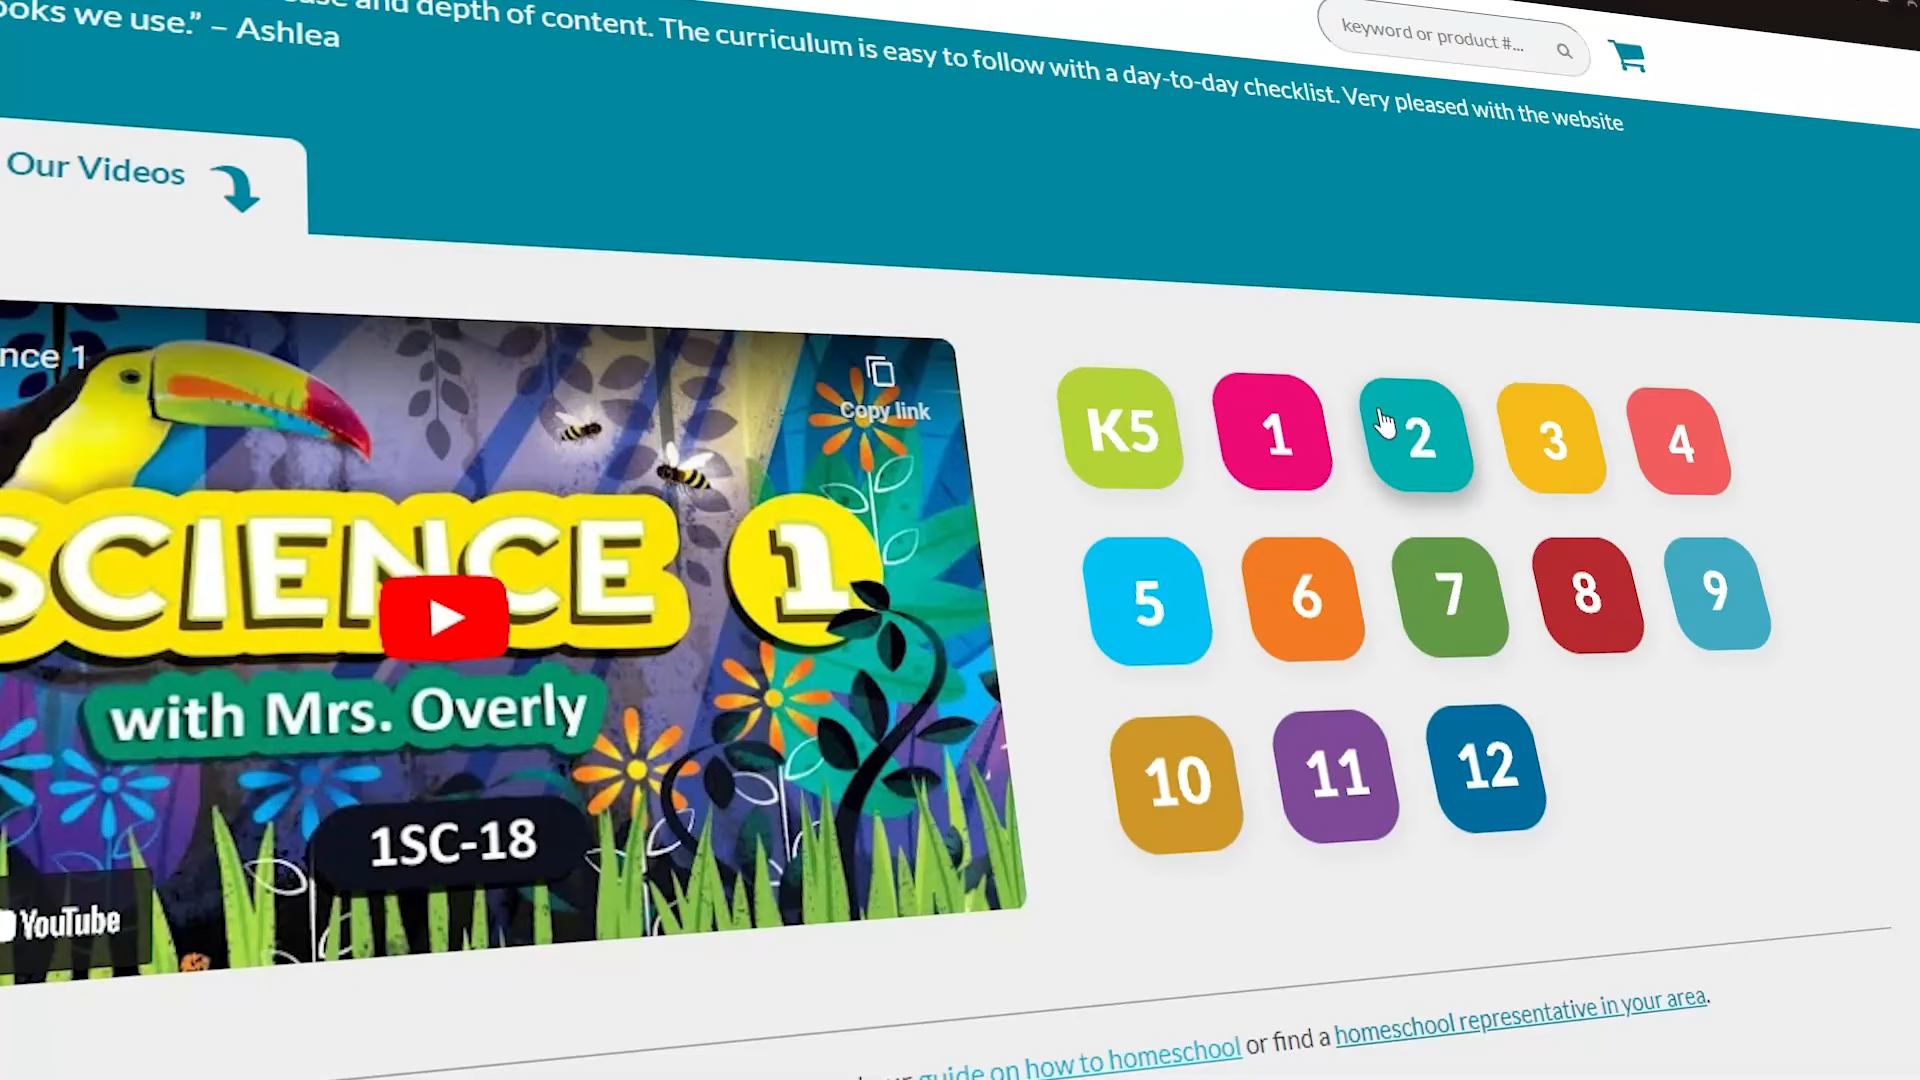 and depth of content. The curriculum is easy to follow with a day-to-day checklist. Very pleased with the website
we use.” – Ashlea
keyword or product #...
Our Videos
Copy link
SCIENCE 1
with Mrs. Overly
1SC-18
YouTube
K5 1 2 3 4
5 6 7 8 9
10 11 12
guide on how to homeschool or find a homeschool representative in your area.